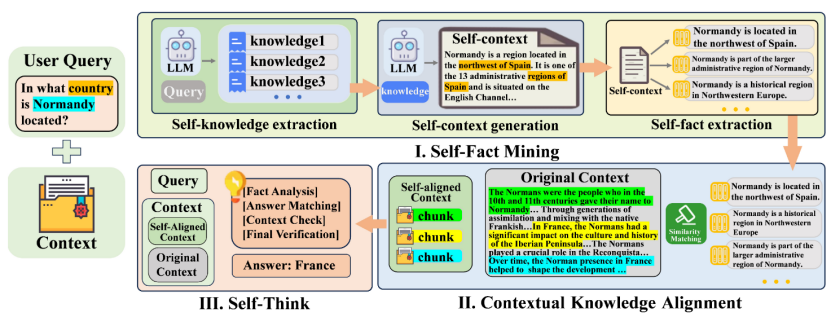 User Query
In what country
is Normandy
located?
Context
LLM
Query
knowledge1
knowledge2
knowledge3
Self-knowledge extraction
LLM
knowledge
Self-context
Normandy is a region located in
the northwest of Spain. It is one
of the 13 administrative regions of
Spain and is situated on the
English Channel…
Self-context generation
Self-context
Normandy is located in
the northwest of Spain.
Normandy is part of the larger
administrative region of Normandy.
Normandy is a historical region
in Northwestern Europe.
Self-fact extraction
I. Self-Fact Mining
Query
Context
Self-Aligned
Context
Original
Context
|Fact Analysis|
|Answer Matching|
|Context Check|
|Final Verification|
Answer: France
III. Self-Think
Self-aligned
Context
chunk
chunk
chunk
Original Context
The Normans were the people who in the
10th and 11th centuries gave their name to
Normandy… Through generations of
assimilation and mixing with the native
Frankish…In France, the Normans had a
significant impact on the culture and history
of the Iberian Peninsula…The Normans
played a crucial role in the Reconquista…
Over time, the Norman presence in France
helped to shape the development …
Similarity
Matching
Normandy is located in
the northwest of Spain.
Normandy is a historical
region in Northwestern
Europe
Normandy is part of the
larger administrative
region of Normandy.
II. Contextual Knowledge Alignment